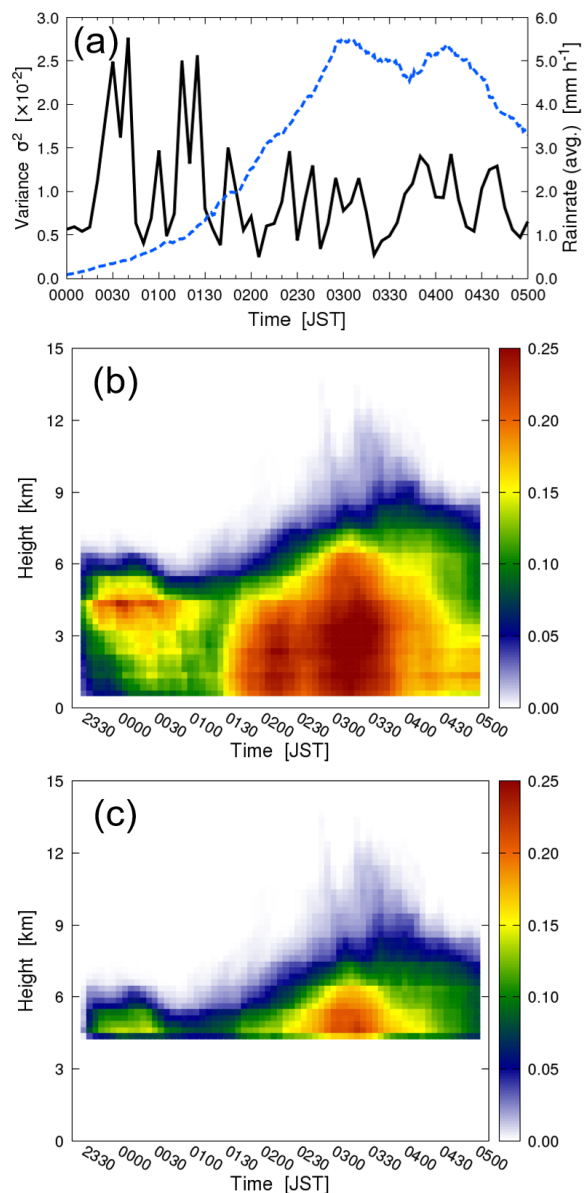 (a)
Variance σ² [×10⁻²]
3.0
2.5
2.0
1.5
1.0
0.5
0.0
6.0
5.0
4.0
3.0
2.0
1.0
0.0
Rainrate (avg.) [mm h⁻¹]
0000 0030 0100 0130 0200 0230 0300 0330 0400 0430 0500
Time [JST]
(b)
Height [km]
15
12
9
6
3
0
0.25
0.20
0.15
0.10
0.05
0.00
2330 0000 0030 0100 0130 0200 0230 0300 0330 0400 0430 0500
Time [JST]
(c)
Height [km]
15
12
9
6
3
0
0.25
0.20
0.15
0.10
0.05
0.00
2330 0000 0030 0100 0130 0200 0230 0300 0330 0400 0430 0500
Time [JST]